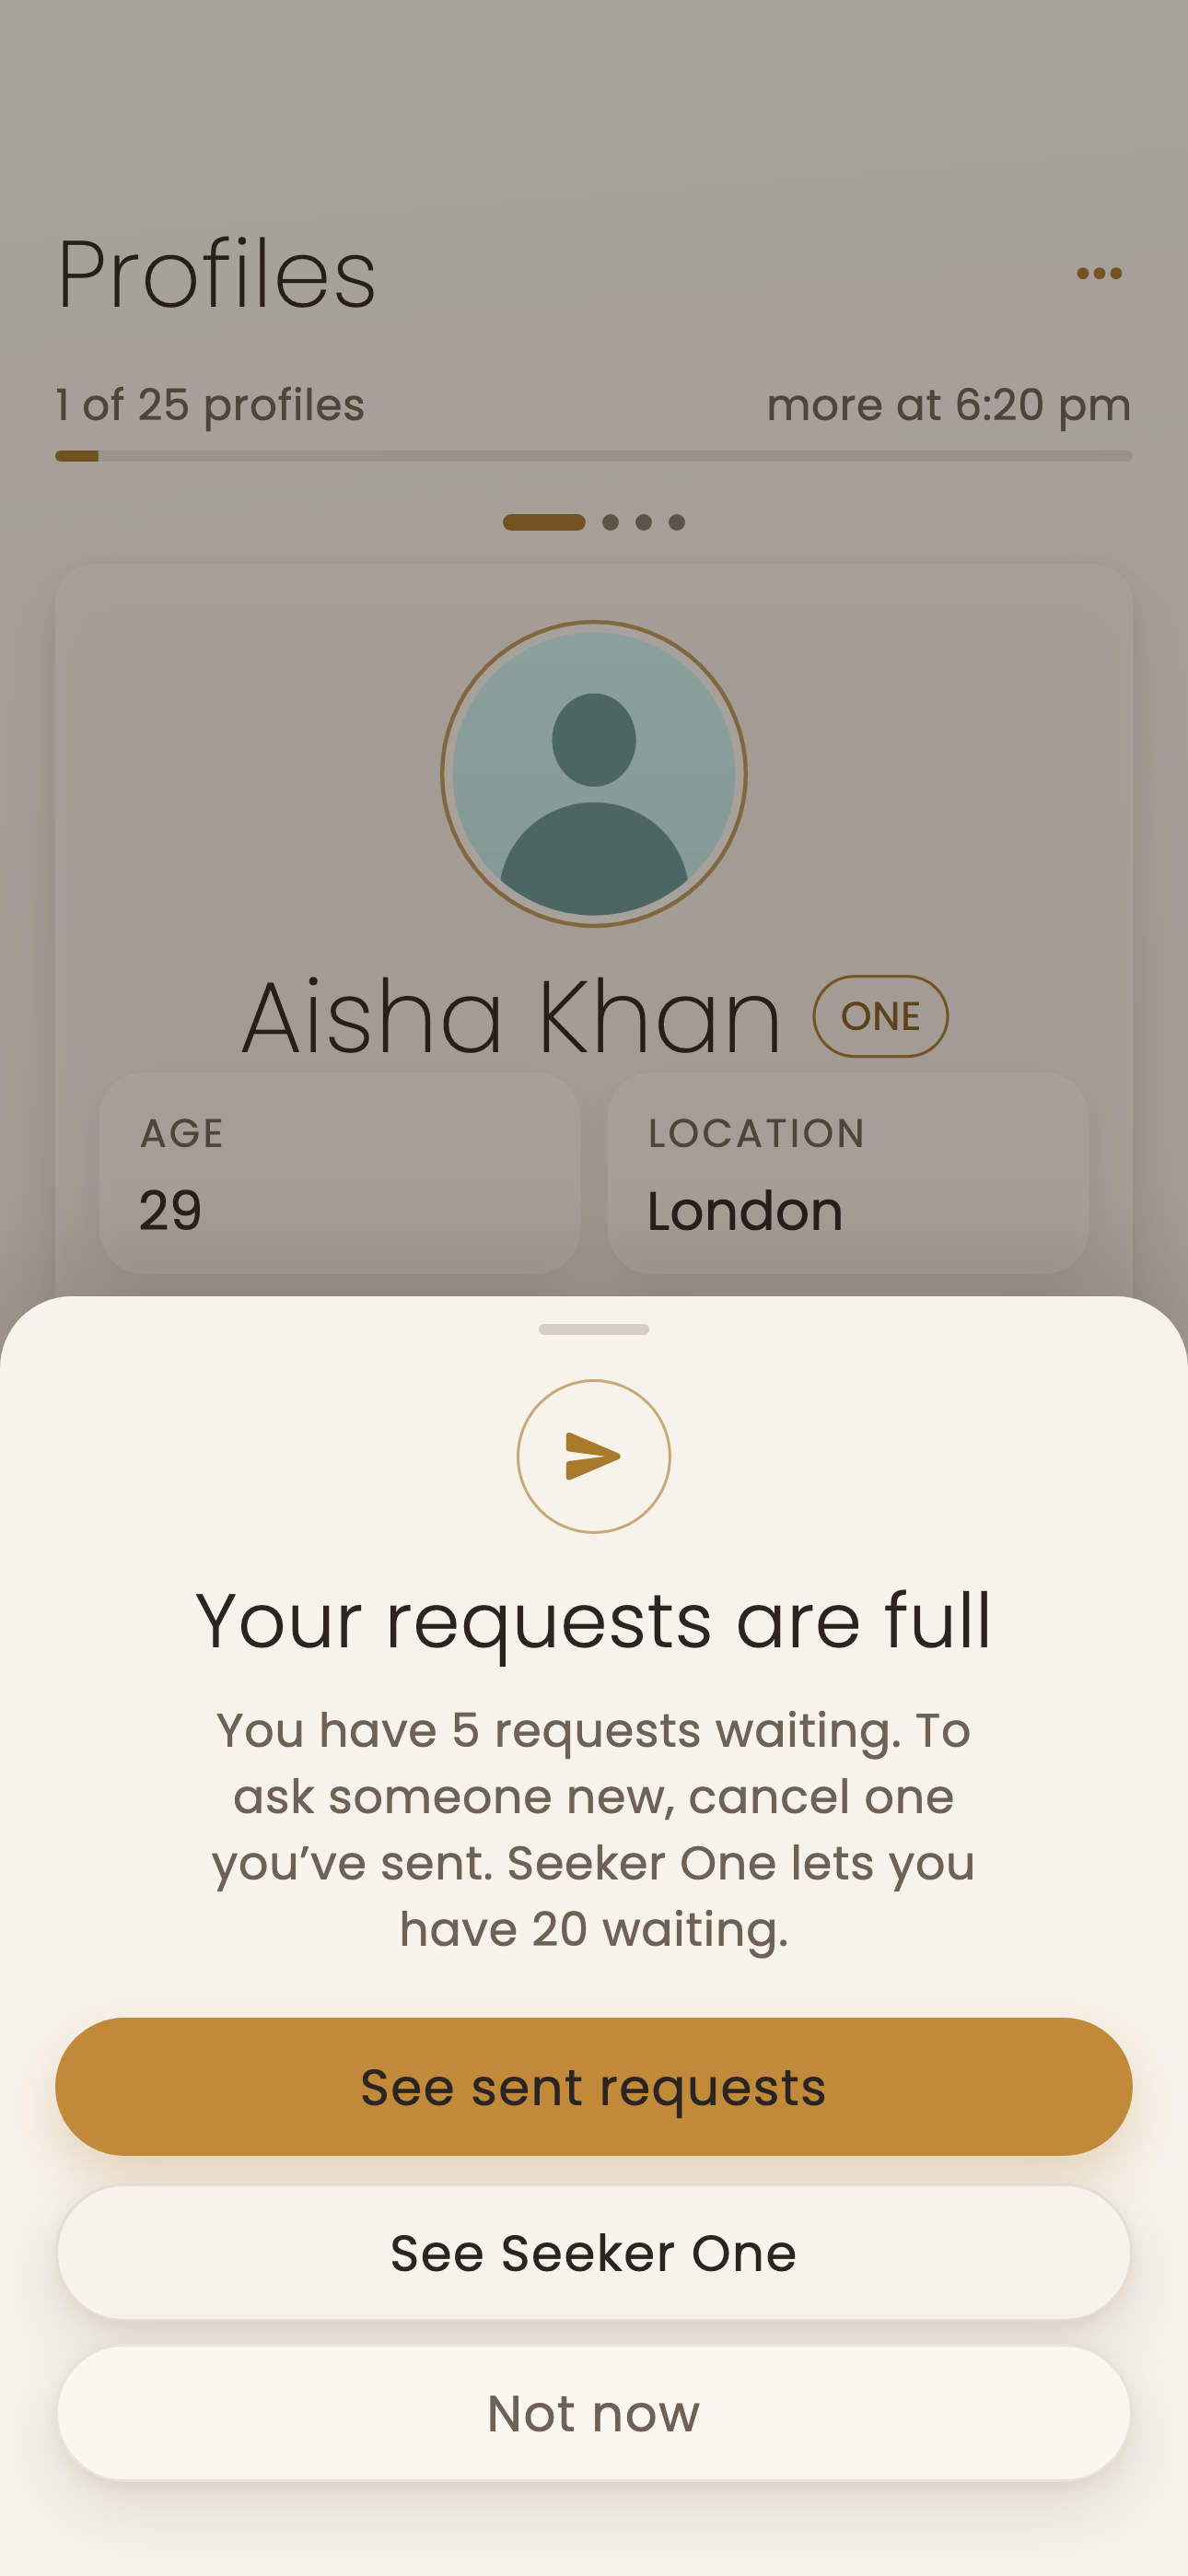 Profiles
1 of 25 profiles
more at 6:20 pm
Aisha Khan
ONE
AGE
29
LOCATION
London
Your requests are full
You have 5 requests waiting. To
ask someone new, cancel one
you’ve sent. Seeker One lets you
have 20 waiting.
See sent requests
See Seeker One
Not now